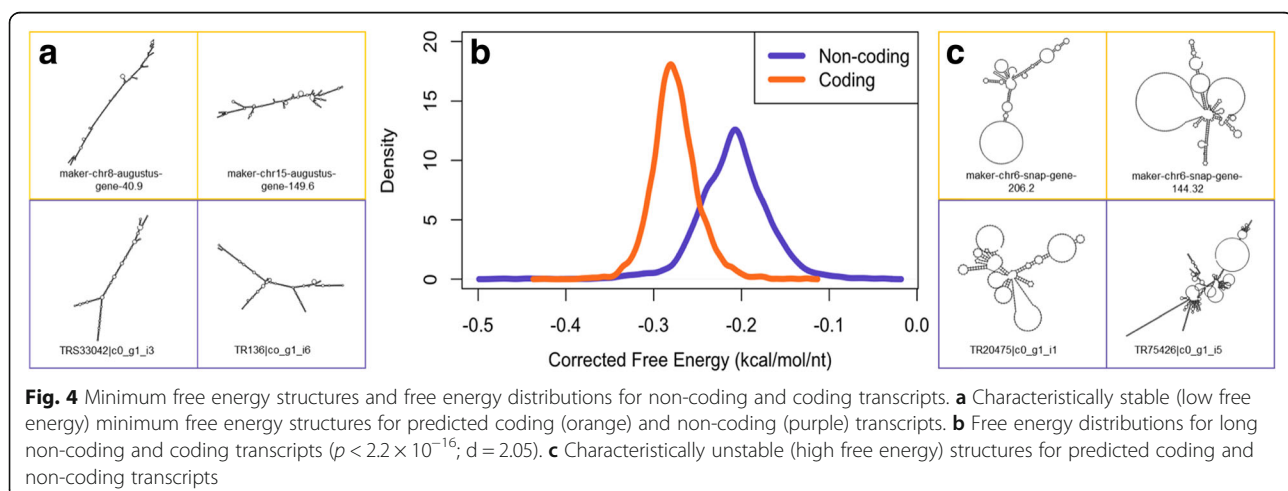 a
maker-chr8-augustus-
gene-40.9
maker-chr15-augustus-
gene-149.6
TRS33042|c0_g1_i3
TR136|co_g1_i6
b
Non-coding
Coding
Density
20
15
10
5
0
-0.5 -0.4 -0.3 -0.2 -0.1 0.0
Corrected Free Energy (kcal/mol/nt)
c
maker-chr6-snap-gene-
206.2
maker-chr6-snap-gene-
144.32
TR20475|c0_g1_i1
TR75426|c0_g1_i5
Fig. 4 Minimum free energy structures and free energy distributions for non-coding and coding transcripts. a Characteristically stable (low free
energy) minimum free energy structures for predicted coding (orange) and non-coding (purple) transcripts. b Free energy distributions for long
non-coding and coding transcripts (p < 2.2 × 10⁻¹⁶; d = 2.05). c Characteristically unstable (high free energy) structures for predicted coding and
non-coding transcripts